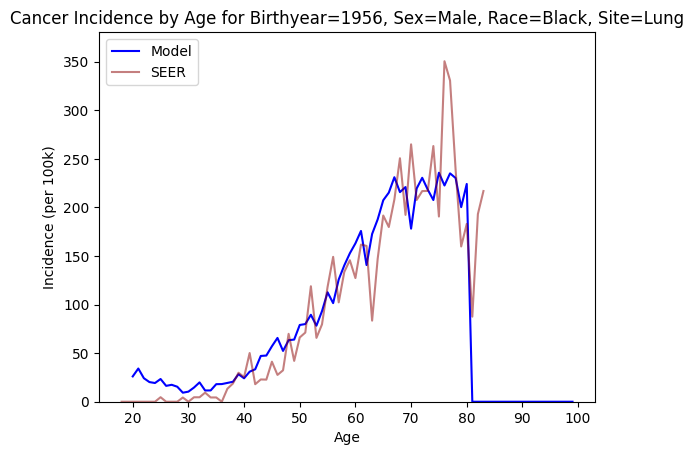 Cancer Incidence by Age for Birthyear=1956, Sex=Male, Race=Black, Site=Lung
Model
SEER
Incidence (per 100k)
350
300
250
200
150
100
50
0
20 30 40 50 60 70 80 90 100
Age